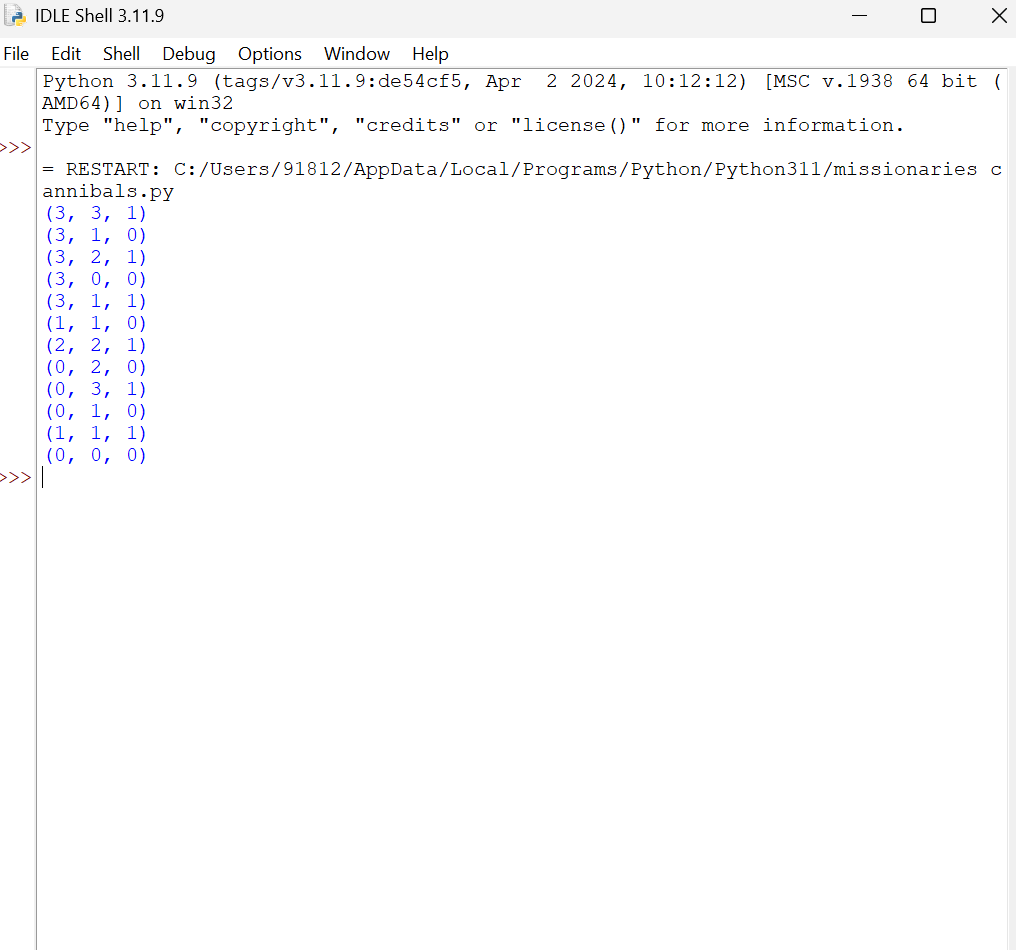 IDLE Shell 3.11.9
File Edit Shell Debug Options Window Help
Python 3.11.9 (tags/v3.11.9:de54cf5, Apr  2 2024, 10:12:12) [MSC v.1938 64 bit (
AMD64)] on win32
Type "help", "copyright", "credits" or "license()" for more information.
>>>
= RESTART: C:/Users/91812/AppData/Local/Programs/Python/Python311/missionaries c
annibals.py
(3, 3, 1)
(3, 1, 0)
(3, 2, 1)
(3, 0, 0)
(3, 1, 1)
(1, 1, 0)
(2, 2, 1)
(0, 2, 0)
(0, 3, 1)
(0, 1, 0)
(1, 1, 1)
(0, 0, 0)
>>>